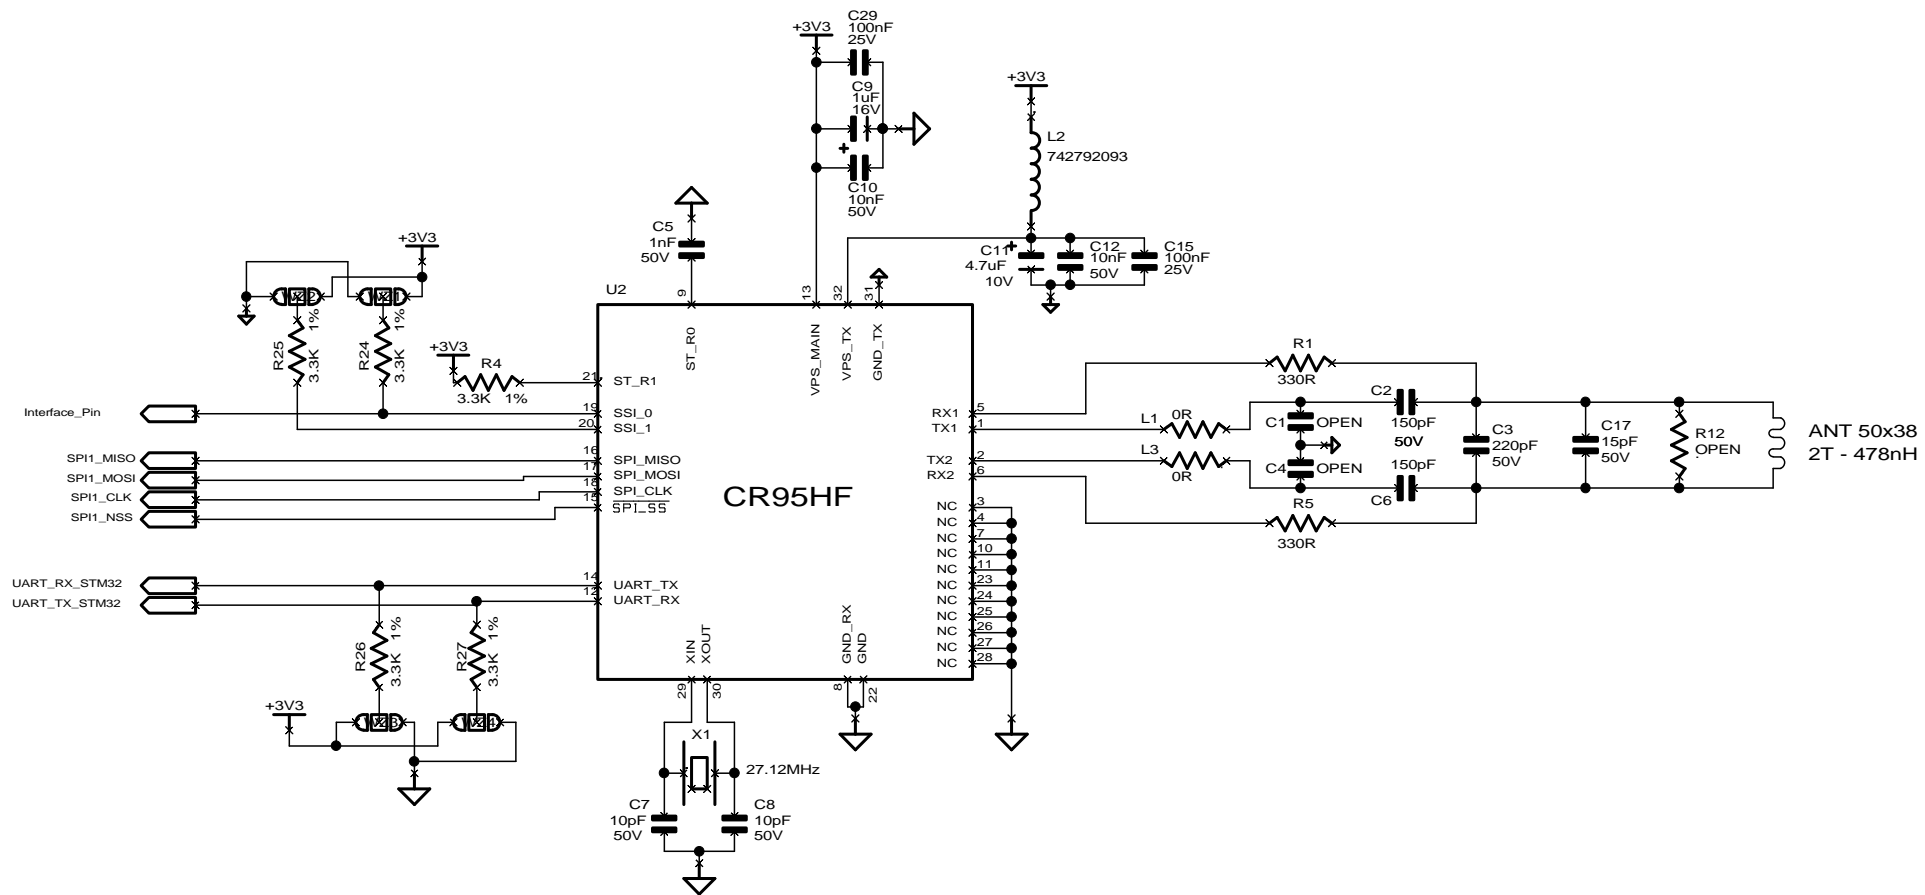 C29
100nF
25V
+3V3
C9
1uF
16V
+
C10
10nF
50V
+3V3
L2
742792093
C5
1nF
50V
+
C11
4.7uF
10V
C12
10nF
50V
C15
100nF
25V
+3V3
U2
9
13
32
31
ST_R0
VPS_MAIN
VPS_TX
GND_TX
R25
3.3K
1%
R24
3.3K
1%
+3V3
R4
3.3K
1%
21
ST_R1
Interface_Pin
19
SSI_0
20
SSI_1
SPI1_MISO
16
SPI_MISO
SPI1_MOSI
17
SPI_MOSI
SPI1_CLK
18
SPI_CLK
SPI1_NSS
15
SPI_SS
CR95HF
UART_RX_STM32
14
UART_TX
UART_TX_STM32
12
UART_RX
RX1
5
TX1
1
TX2
2
RX2
6
NC
3
NC
4
NC
7
NC
10
NC
11
NC
23
NC
24
NC
25
NC
26
NC
27
NC
28
R1
330R
L1
0R
L3
0R
C1
OPEN
C4
OPEN
C2
150pF
50V
150pF
C6
R5
330R
C3
220pF
50V
C17
15pF
50V
R12
OPEN
ANT 50x38
2T - 478nH
R26
3.3K
1%
R27
3.3K
1%
+3V3
XIN
XOUT
29
30
GND_RX
GND
8
22
X1
27.12MHz
C7
10pF
50V
C8
10pF
50V